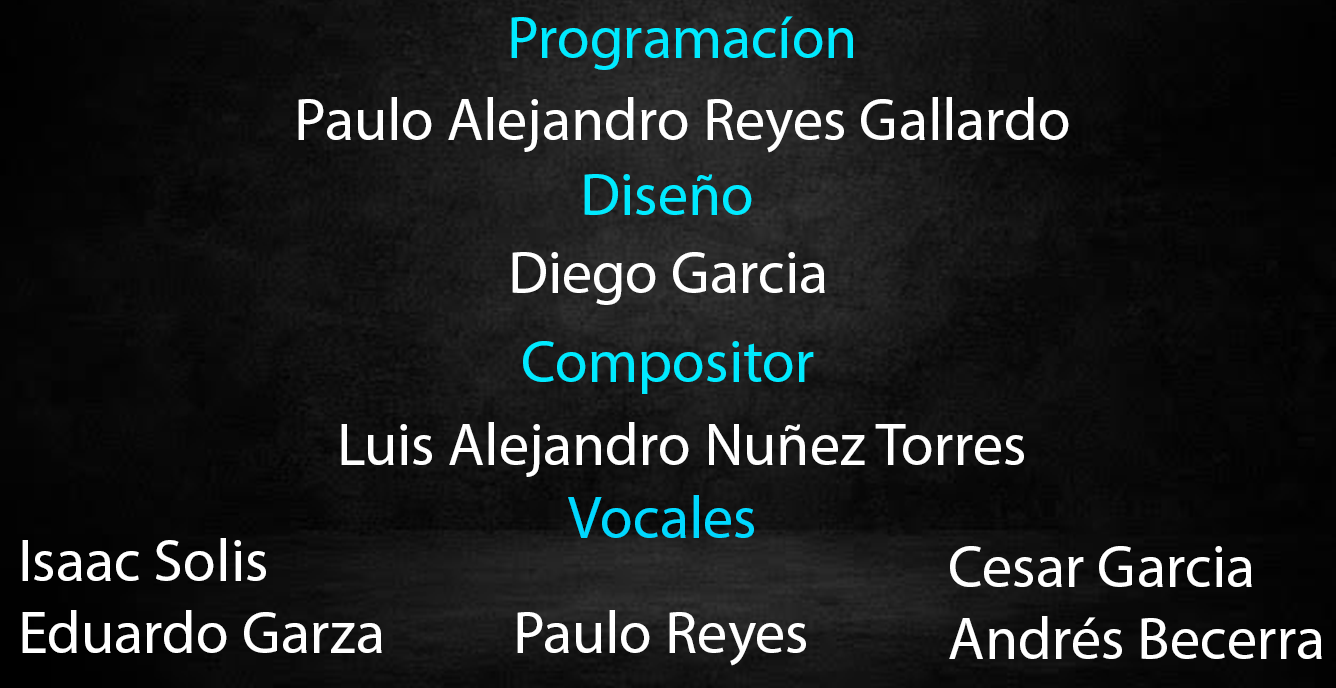 Programacíon
Paulo Alejandro Reyes Gallardo
Diseño
Diego Garcia
Compositor
Luis Alejandro Nuñez Torres
Vocales
Isaac Solis
Cesar Garcia
Eduardo Garza
Paulo Reyes
Andrés Becerra